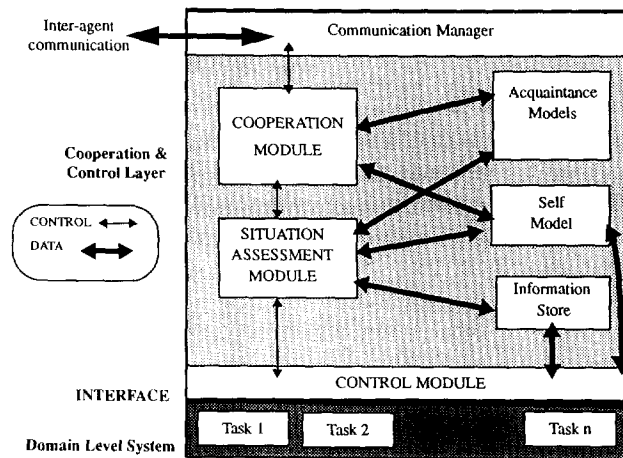 Inter-agent
communication
Communication Manager
Acquaintance
Models
COOPERATION
MODULE
Cooperation &
Control Layer
Self
Model
CONTROL
DATA
SITUATION
ASSESSMENT
MODULE
Information
Store
CONTROL MODULE
INTERFACE
Task 1
Task 2
Task n
Domain Level System